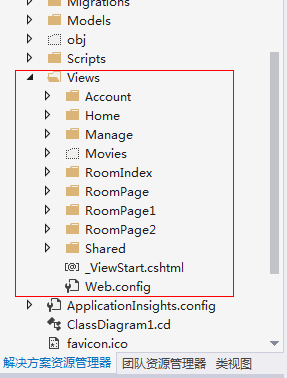 Migrations
Models
obj
Scripts
Views
Account
Home
Manage
Movies
RoomIndex
RoomPage
RoomPage1
RoomPage2
Shared
_ViewStart.cshtml
Web.config
ApplicationInsights.config
ClassDiagram1.cd
favicon.ico
解决方案资源管理器 团队资源管理器 类视图